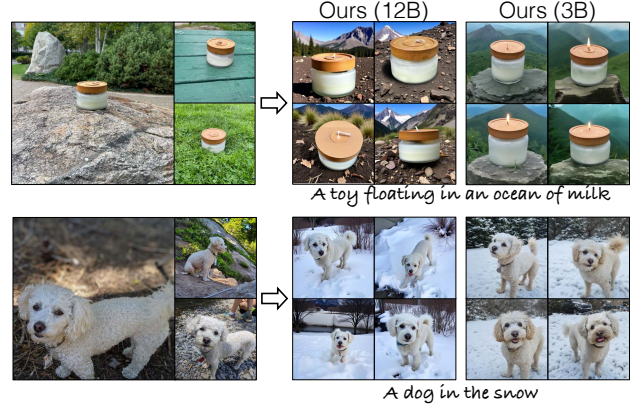 Ours (12B) Ours (3B)
A toy floating in an ocean of milk
A dog in the snow